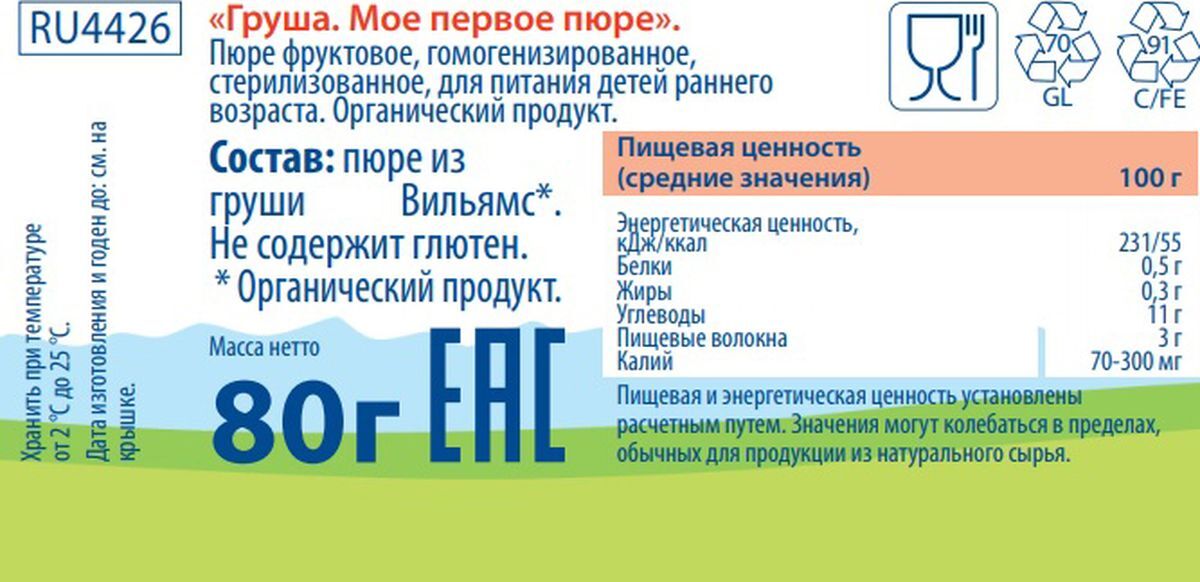 RU4426
«Груша. Мое первое пюре».
Пюре фруктовое, гомогенизированное,
стерилизованное, для питания детей раннего
возраста. Органический продукт.
Состав: пюре из
груши Вильямс*.
Не содержит глютен.
* Органический продукт.
Масса нетто
80г
EAC
Хранить при температуре
от 2 °С до 25 °С.
Дата изготовления и годен до: см. на
крышке.
70
GL
91
C/FE
Пищевая ценность
(средние значения) 100 г
Энергетическая ценность,
кДж/ккал 231/55
Белки 0,5 г
Жиры 0,3 г
Углеводы 11 г
Пищевые волокна 3 г
Калий 70-300 мг
Пищевая и энергетическая ценность установлены
расчетным путем. Значения могут колебаться в пределах,
обычных для продукции из натурального сырья.